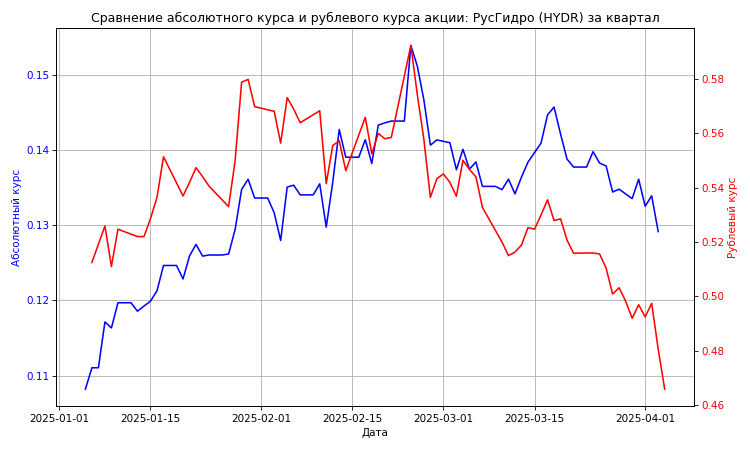 Сравнение абсолютного курса и рублевого курса акции: РусГидро (HYDR) за квартал
Абсолютный курс
0.15
0.14
0.13
0.12
0.11
0.58
0.56
0.54
0.52
0.50
0.48
0.46
Рублевый курс
2025-01-01 2025-01-15 2025-02-01 2025-02-15 2025-03-01 2025-03-15 2025-04-01
Дата